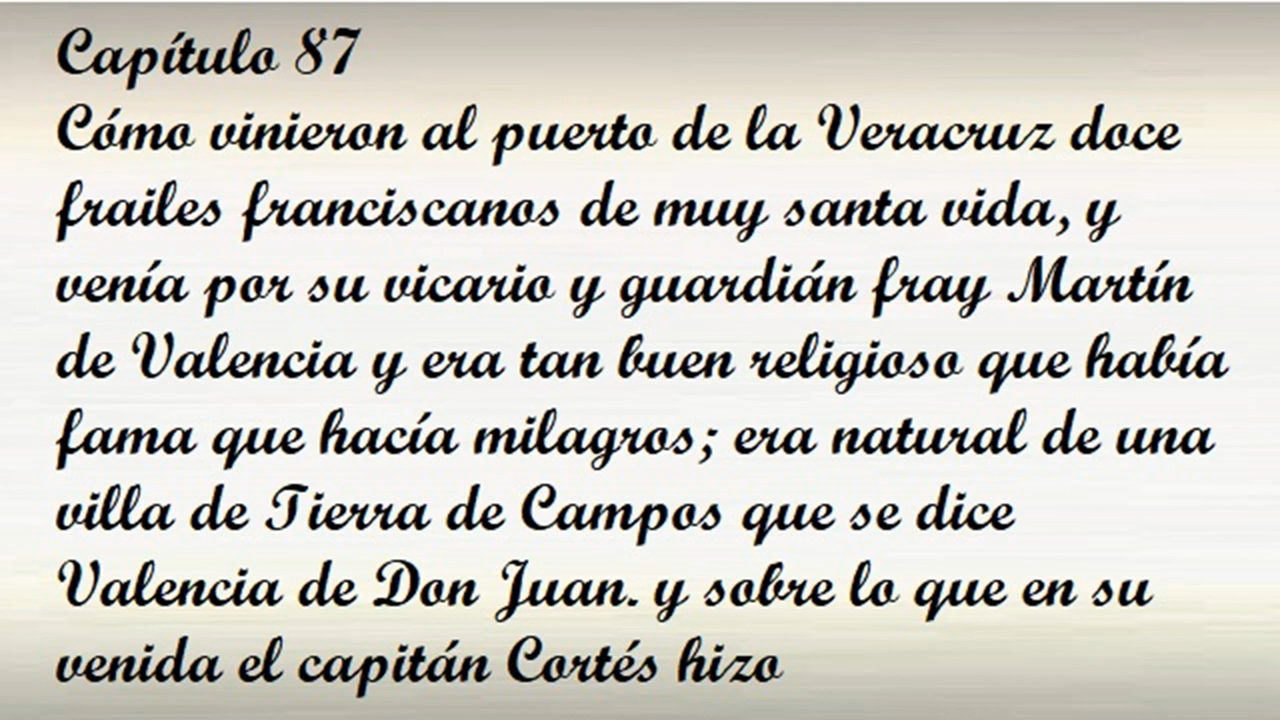 Capítulo 87
Cómo vinieron al puerto de la Veracruz doce
frailes franciscanos de muy santa vida, y
venía por su vicario y guardián fray Martín
de Valencia y era tan buen religioso que había
fama que hacía milagros; era natural de una
villa de Tierra de Campos que se dice
Valencia de Don Juan. y sobre lo que en su
venida el capitán Cortés hizo